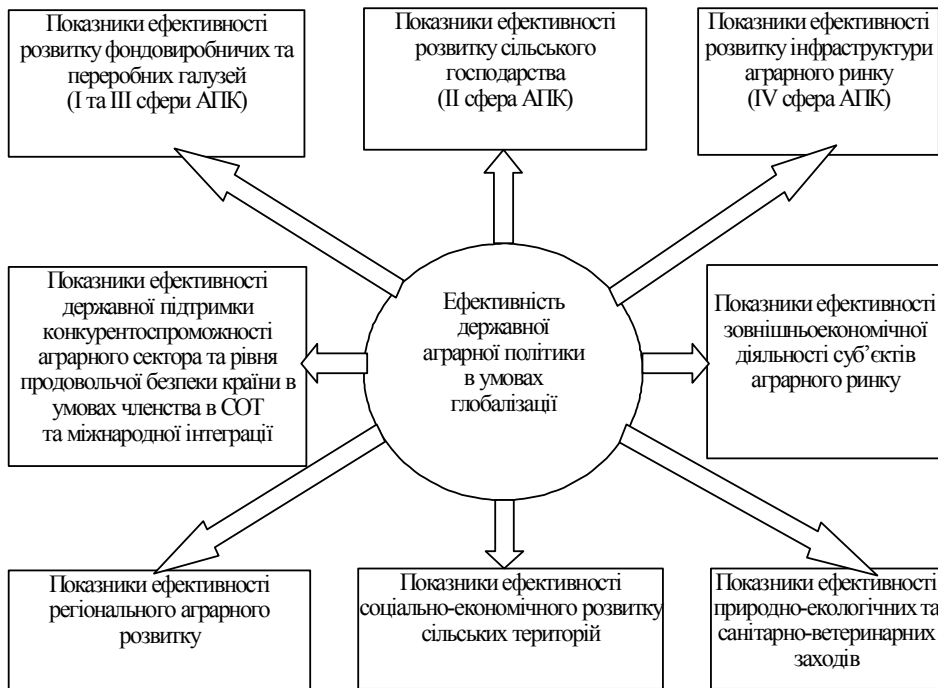 Показники ефективності
розвитку фондовиробничих та
переробних галузей
(І та ІІІ сфери АПК)
Показники ефективності
розвитку сільського
господарства
(ІІ сфера АПК)
Показники ефективності
розвитку інфраструктури
аграрного ринку
(IV сфера АПК)
Показники ефективності
державної підтримки
конкурентоспроможності
аграрного сектора та рівня
продовольчої безпеки країни в
умовах членства в СОТ
та міжнародної інтеграції
Ефективність
державної
аграрної політики
в умовах
глобалізації
Показники ефективності
зовнішньоекономічної
діяльності суб’єктів
аграрного ринку
Показники ефективності
регіонального аграрного
розвитку
Показники ефективності
соціально-економічного розвитку
сільських територій
Показники ефективності
природно-екологічних та
санітарно-ветеринарних
заходів